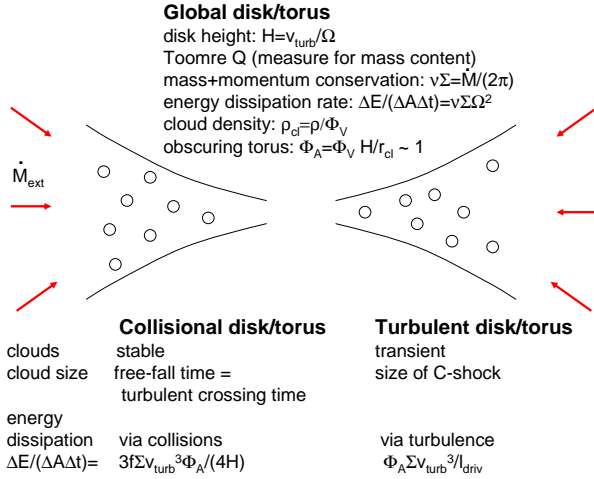 Global disk/torus
disk height: H=v_turb/Ω
Toomre Q (measure for mass content)
mass+momentum conservation: νΣ=Ṁ/(2π)
energy dissipation rate: ΔE/(ΔAΔt)=νΣΩ²
cloud density: ρ_cl=ρ/Φ_V
obscuring torus: Φ_A=Φ_V H/r_cl ~ 1
Ṁ_ext
Collisional disk/torus Turbulent disk/torus
clouds stable transient
cloud size free-fall time = size of C-shock
turbulent crossing time
energy
dissipation via collisions via turbulence
ΔE/(ΔAΔt)= 3fΣv_turb³Φ_A/(4H) Φ_AΣv_turb³/l_driv